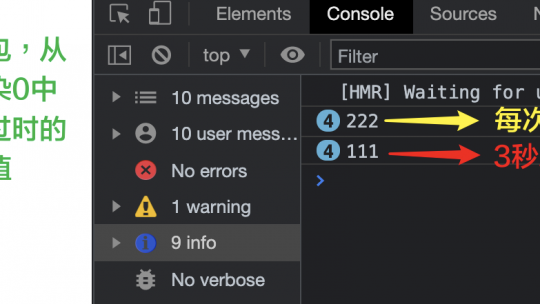 包，从
染0中
过时的
值
Elements
Console
Sources
top
Filter
10 messages
10 user mess...
No errors
1 warning
9 info
No verbose
[HMR] Waiting for u
4 222
每次
4 111
3秒